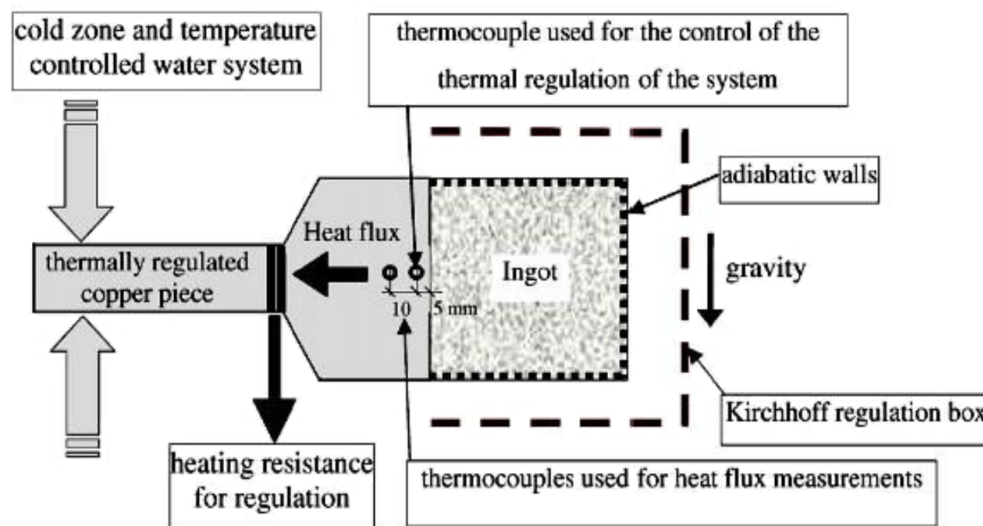 cold zone and temperature
controlled water system
thermocouple used for the control of the
thermal regulation of the system
adiabatic walls
Heat flux
thermally regulated
copper piece
Ingot
gravity
10
5 mm
Kirchhoff regulation box
heating resistance
for regulation
thermocouples used for heat flux measurements